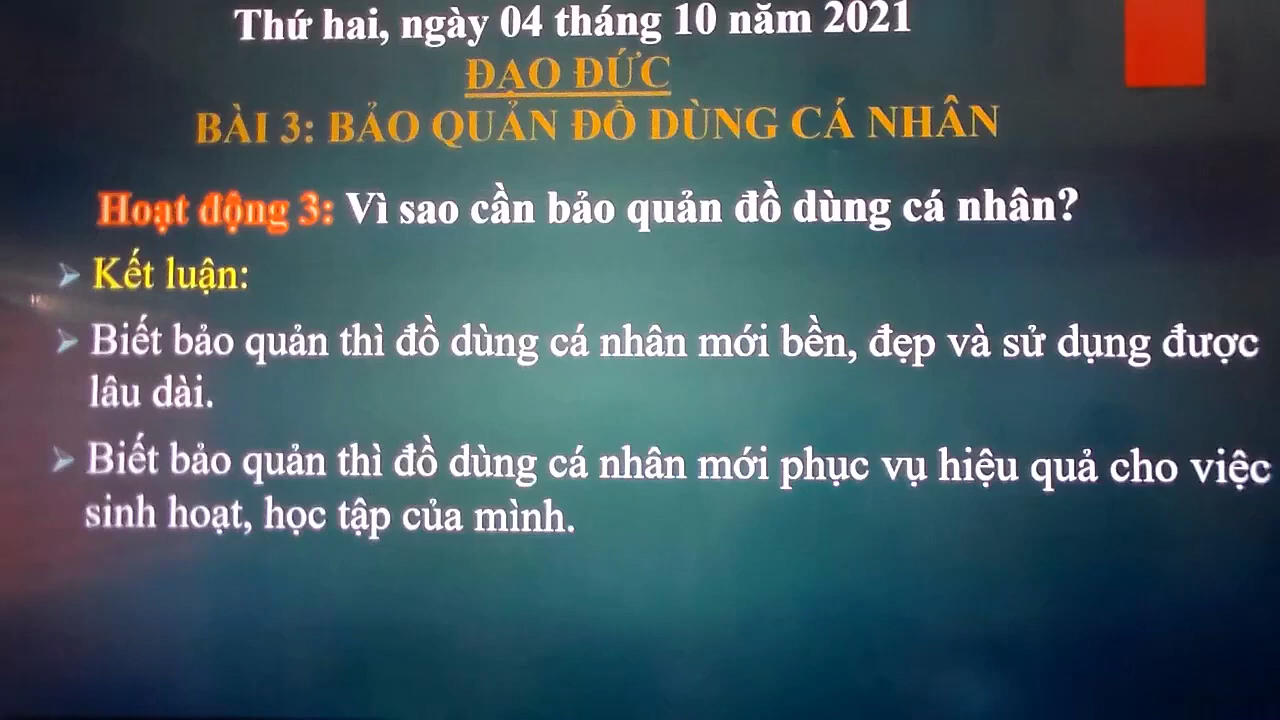 Thứ hai, ngày 04 tháng 10 năm 2021
ĐẠO ĐỨC
BÀI 3: BẢO QUẢN ĐỒ DÙNG CÁ NHÂN
Hoạt động 3: Vì sao cần bảo quản đồ dùng cá nhân?
Kết luận:
Biết bảo quản thì đồ dùng cá nhân mới bền, đẹp và sử dụng được
lâu dài.
Biết bảo quản thì đồ dùng cá nhân mới phục vụ hiệu quả cho việc
sinh hoạt, học tập của mình.